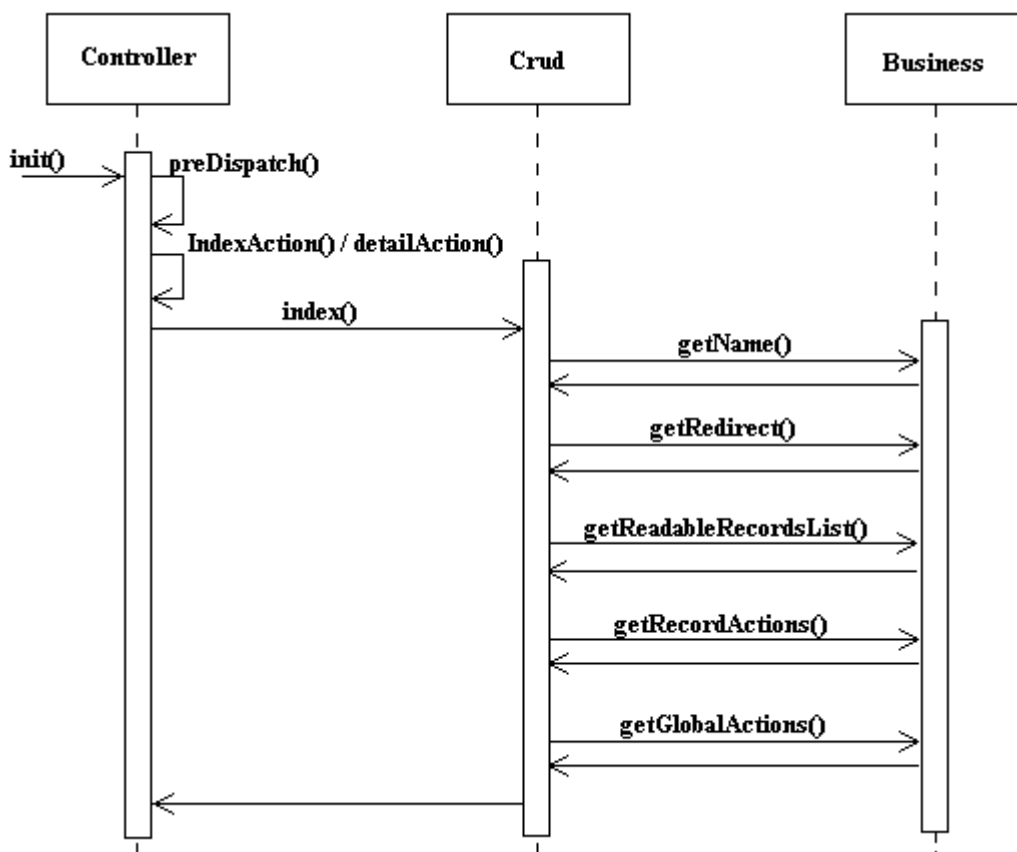 Controller
Crud
Business
init()
preDispatch()
IndexAction() / detailAction()
index()
getName()
getRedirect()
getReadableRecordsList()
getRecordActions()
getGlobalActions()